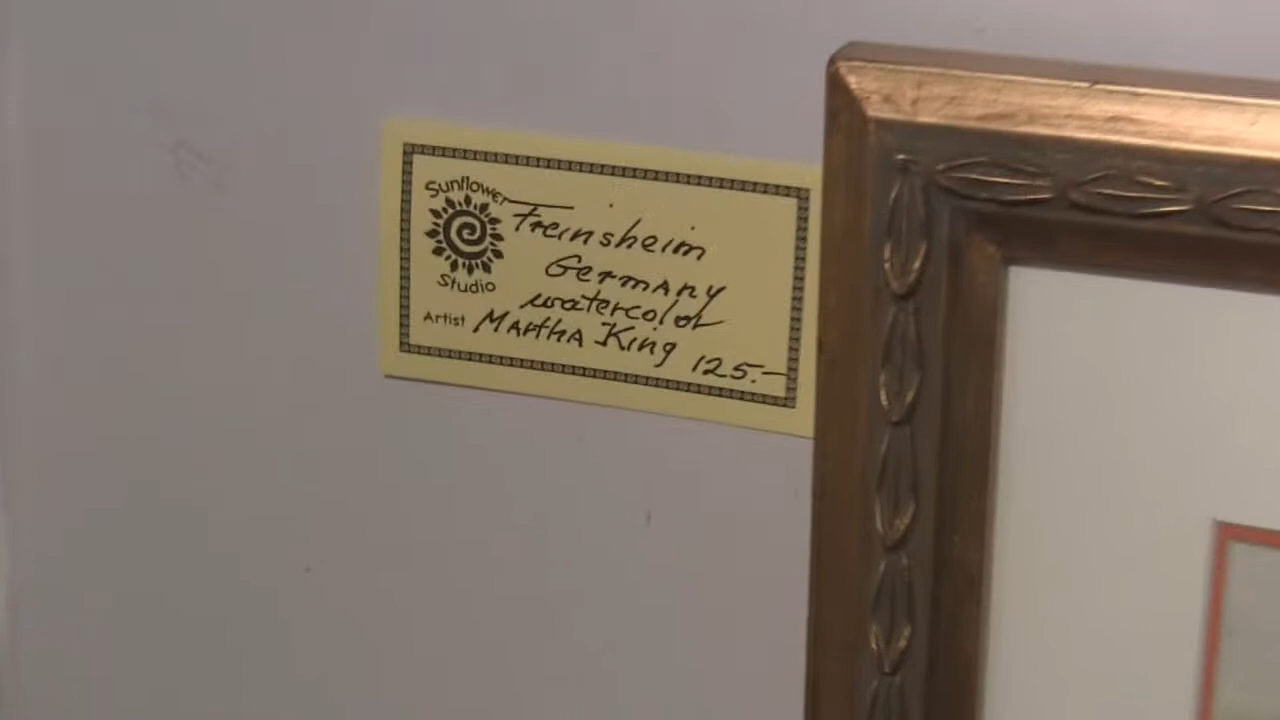 Sunflower
Studio
Freinsheim
Germany
watercolor
Artist Martha King 125.—